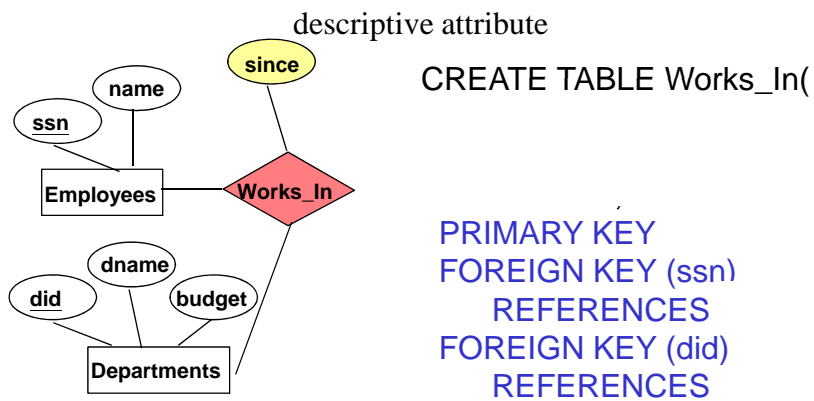 descriptive attribute
since
name
ssn
Employees
Works_In
CREATE TABLE Works_In(
dname
did
budget
Departments
PRIMARY KEY
FOREIGN KEY (ssn)
REFERENCES
FOREIGN KEY (did)
REFERENCES